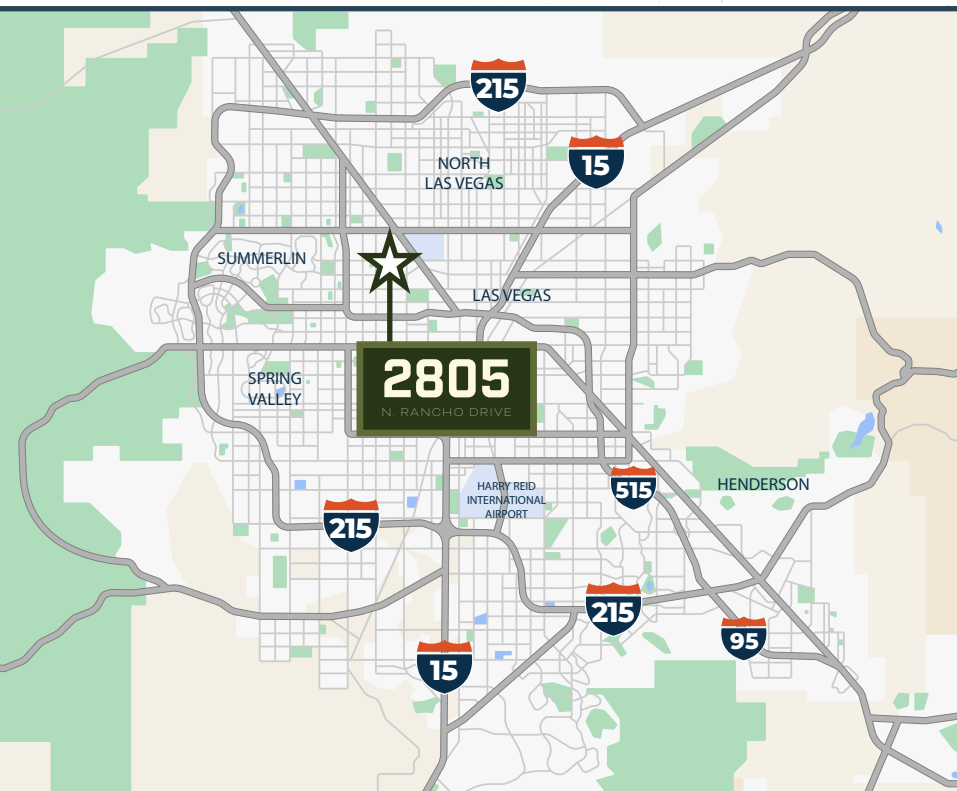 215
15
NORTH
LAS VEGAS
SUMMERLIN
LAS VEGAS
2805
N. RANCHO DRIVE
SPRING
VALLEY
HARRY REID
INTERNATIONAL
AIRPORT
515
HENDERSON
215
215
95
15